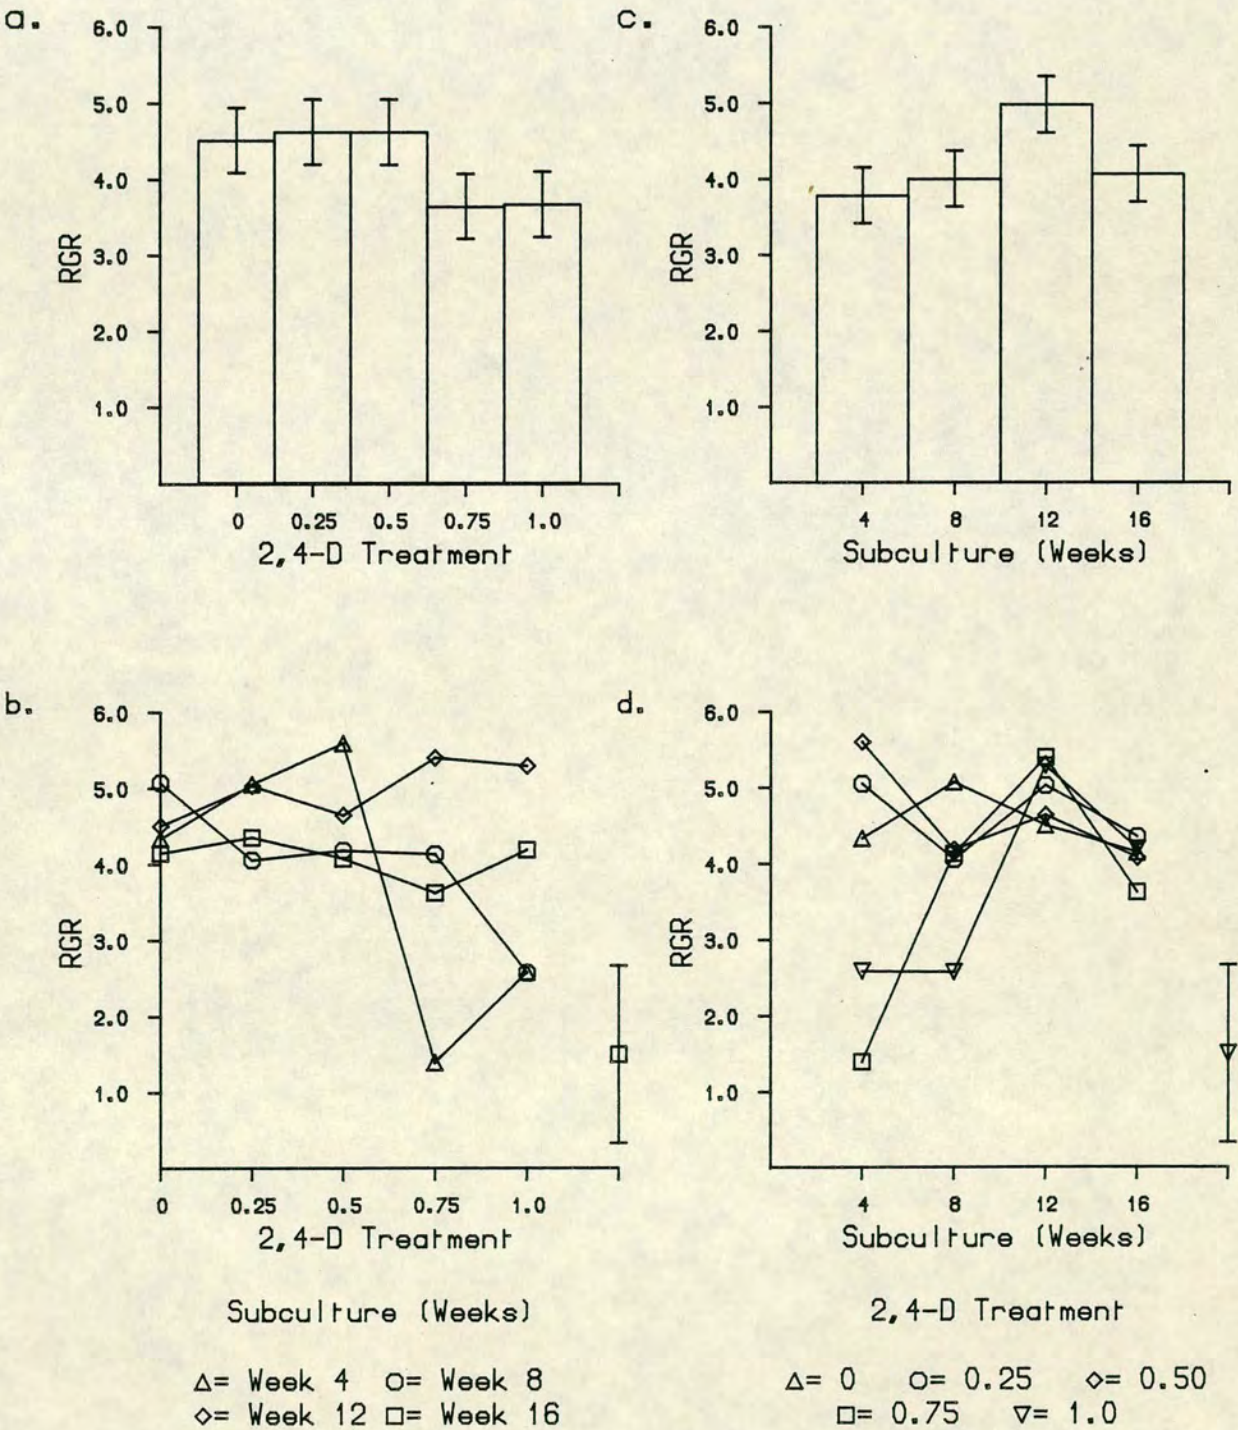 a.
6.0
5.0
4.0
3.0
2.0
1.0
RGR
0 0.25 0.5 0.75 1.0
2,4-D Treatment
c.
6.0
5.0
4.0
3.0
2.0
1.0
RGR
4 8 12 16
Subculture (Weeks)
b.
6.0
5.0
4.0
3.0
2.0
1.0
RGR
0 0.25 0.5 0.75 1.0
2,4-D Treatment
Subculture (Weeks)
△= Week 4 ○= Week 8
◇= Week 12 □= Week 16
d.
6.0
5.0
4.0
3.0
2.0
1.0
RGR
4 8 12 16
Subculture (Weeks)
2,4-D Treatment
△= 0 ○= 0.25 ◇= 0.50
□= 0.75 ▽= 1.0